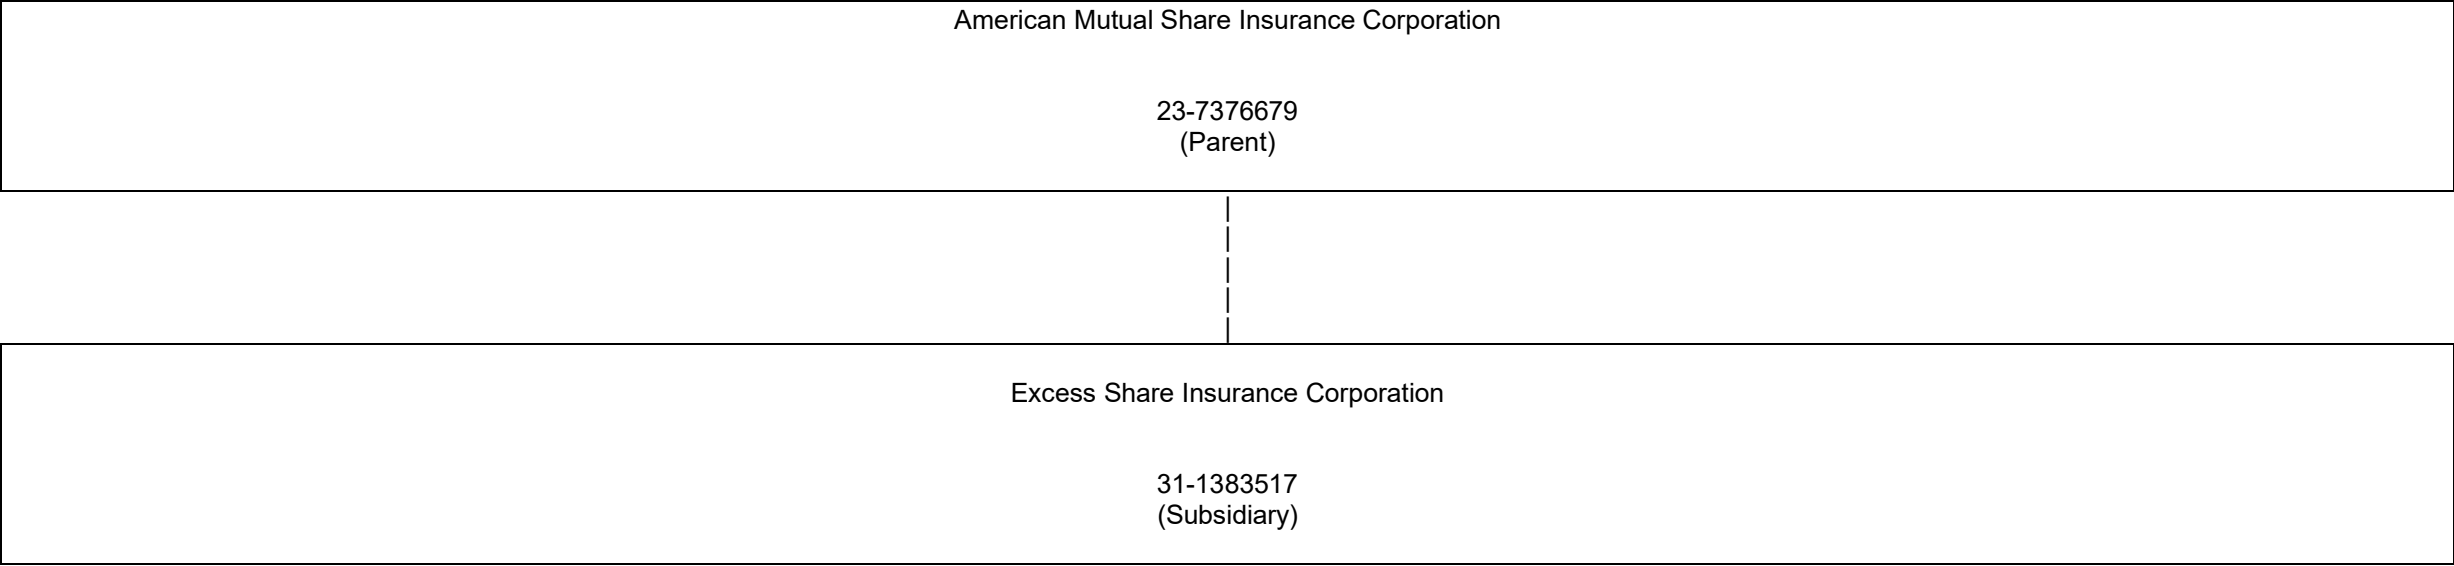 American Mutual Share Insurance Corporation
23-7376679
(Parent)
Excess Share Insurance Corporation
31-1383517
(Subsidiary)